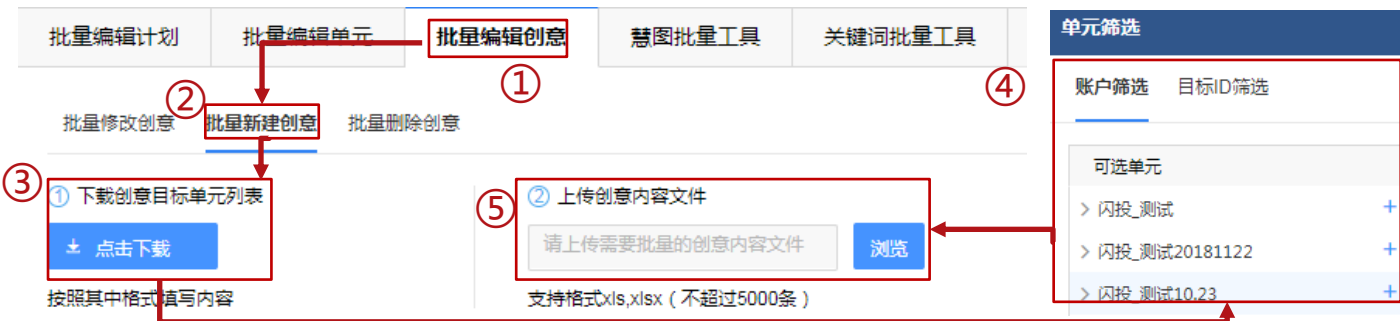 批量编辑计划 批量编辑单元 批量编辑创意 慧图批量工具 关键词批量工具
①
②
批量修改创意 批量新建创意 批量删除创意
③
① 下载创意目标单元列表
点击下载
按照其中格式填写内容
⑤
② 上传创意内容文件
请上传需要批量的创意内容文件 浏览
支持格式xls,xlsx(不超过5000条)
④
单元筛选
账户筛选 目标ID筛选
可选单元
> 闪投_测试 +
> 闪投_测试20181122 +
> 闪投_测试10.23 +